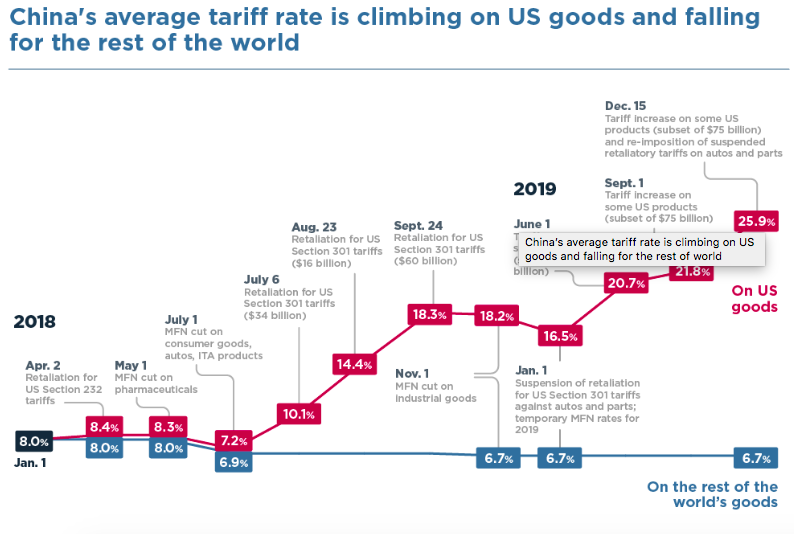 China's average tariff rate is climbing on US goods and falling
for the rest of the world
Dec. 15
Tariff increase on some US
products (subset of $75 billion)
and re-imposition of suspended
retaliatory tariffs on autos and parts
2019
Sept. 1
Tariff increase on
some US products
(subset of $75 billion)
25.9%
June 1
China's average tariff rate is climbing on US
goods and falling for the rest of world
billion)
21.8%
20.7%
On US
goods
Aug. 23
Retaliation for US
Section 301 tariffs
($16 billion)
Sept. 24
Retaliation for US
Section 301 tariffs
($60 billion)
July 6
Retaliation for US
Section 301 tariffs
($34 billion)
2018
July 1
MFN cut on
consumer goods,
autos, ITA products
18.3%
18.2%
16.5%
14.4%
Apr. 2
Retaliation for
US Section 232
tariffs
May 1
MFN cut on
pharmaceuticals
Nov. 1
MFN cut on
industrial goods
Jan. 1
Suspension of retaliation
for US Section 301 tariffs
against autos and parts;
temporary MFN rates for
2019
10.1%
8.4%
8.3%
7.2%
8.0%
8.0%
8.0%
6.9%
Jan. 1
6.7%
6.7%
6.7%
On the rest of the
world's goods